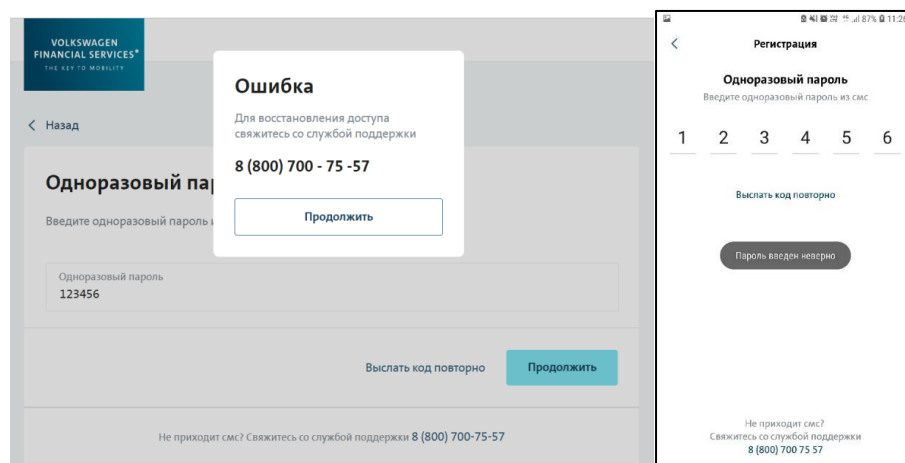 VOLKSWAGEN
FINANCIAL SERVICES*
THE KEY TO MOBILITY
Назад
Ошибка
Для восстановления доступа
свяжитесь со службой поддержки
8 (800) 700 - 75 -57
Продолжить
Одноразовый пар
Введите одноразовый пароль и
Одноразовый пароль
123456
Выслать код повторно
Продолжить
Не приходит смс? Свяжитесь со службой поддержки 8 (800) 700-75-57
87% 11:26
Регистрация
Одноразовый пароль
Введите одноразовый пароль из смс
1 2 3 4 5 6
Выслать код повторно
Пароль введен неверно
Не приходит смс?
Свяжитесь со службой поддержки
8 (800) 700 75 57